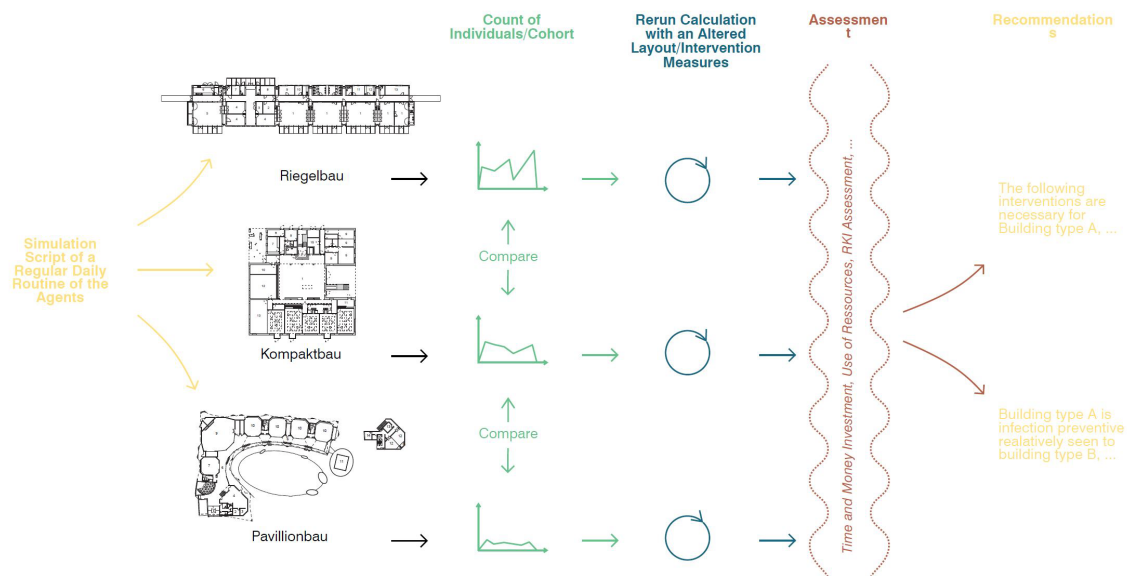 Count of
Individuals/Cohort
Rerun Calculation
with an Altered
Layout/Intervention
Measures
Assessmen
t
Recommendation
s
Simulation
Script of a
Regular Daily
Routine of the
Agents
Riegelbau
Kompaktbau
Pavillionbau
Compare
Compare
Time and Money Investment, Use of Ressources, RKI Assessment, ...
The following
interventions are
necessary for
Building type A, ...
Building type A is
infection preventive
realatively seen to
building type B, ...